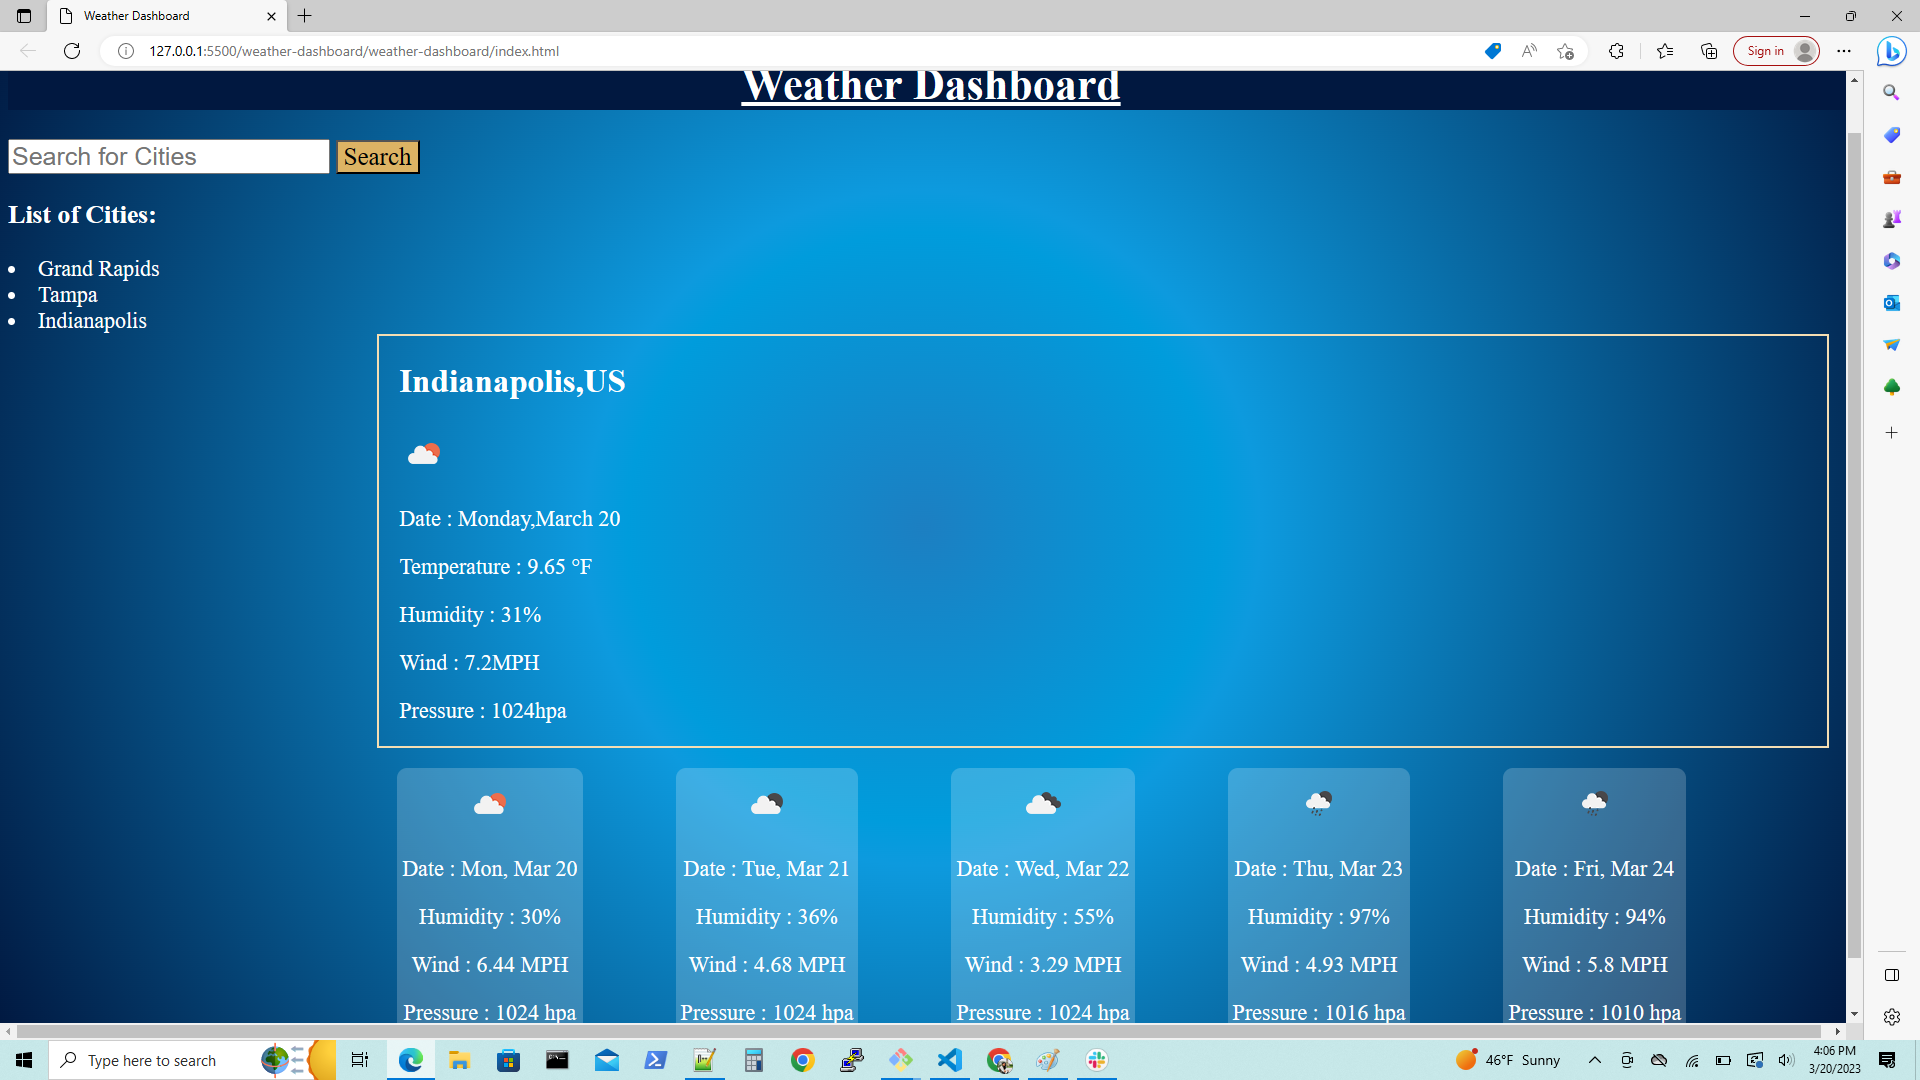 Weather Dashboard
127.0.0.1:5500/weather-dashboard/weather-dashboard/index.html
Sign in
Weather Dashboard
Search for Cities
Search
List of Cities:
Grand Rapids
Tampa
Indianapolis
Indianapolis,US
Date : Monday,March 20
Temperature : 9.65 °F
Humidity : 31%
Wind : 7.2MPH
Pressure : 1024hpa
Date : Mon, Mar 20
Humidity : 30%
Wind : 6.44 MPH
Pressure : 1024 hpa
Date : Tue, Mar 21
Humidity : 36%
Wind : 4.68 MPH
Pressure : 1024 hpa
Date : Wed, Mar 22
Humidity : 55%
Wind : 3.29 MPH
Pressure : 1024 hpa
Date : Thu, Mar 23
Humidity : 97%
Wind : 4.93 MPH
Pressure : 1016 hpa
Date : Fri, Mar 24
Humidity : 94%
Wind : 5.8 MPH
Pressure : 1010 hpa
Type here to search
46°F Sunny
4:06 PM
3/20/2023